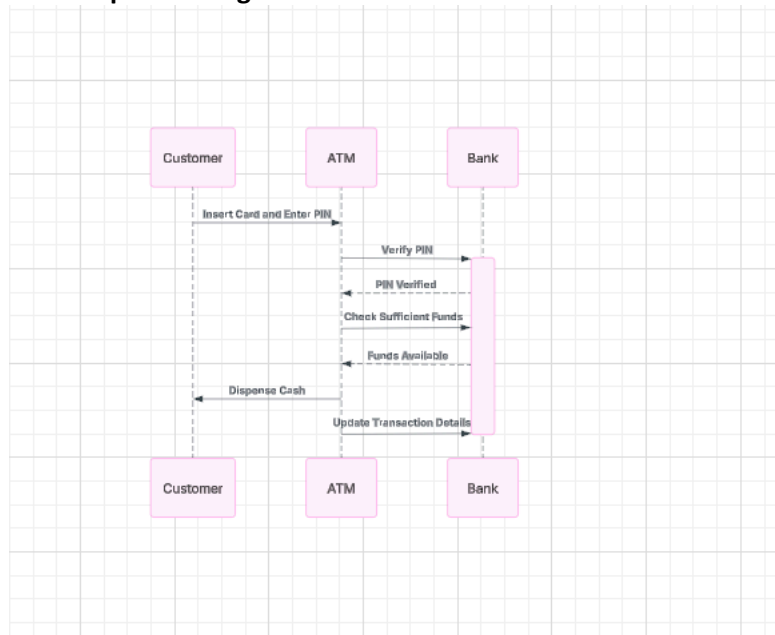 Customer
ATM
Bank
Insert Card and Enter PIN
Verify PIN
PIN Verified
Check Sufficient Funds
Funds Available
Dispense Cash
Update Transaction Details
Customer
ATM
Bank